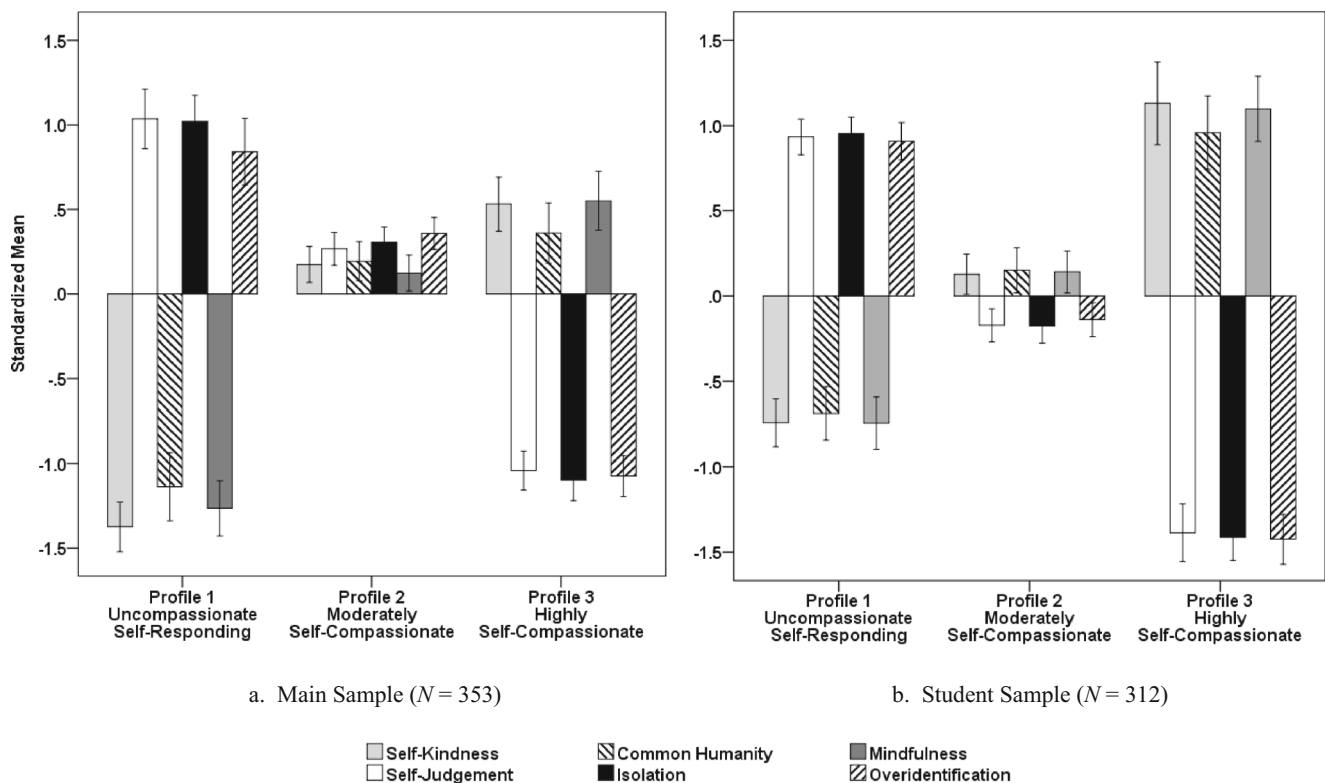 Standardized Mean
1.5
1.0
.5
.0
-.5
-1.0
-1.5
Profile 1
Uncompassionate
Self-Responding
Profile 2
Moderately
Self-Compassionate
Profile 3
Highly
Self-Compassionate
a. Main Sample (N = 353)
1.5
1.0
.5
.0
-.5
-1.0
-1.5
Profile 1
Uncompassionate
Self-Responding
Profile 2
Moderately
Self-Compassionate
Profile 3
Highly
Self-Compassionate
b. Student Sample (N = 312)
Self-Kindness
Common Humanity
Mindfulness
Self-Judgement
Isolation
Overidentification